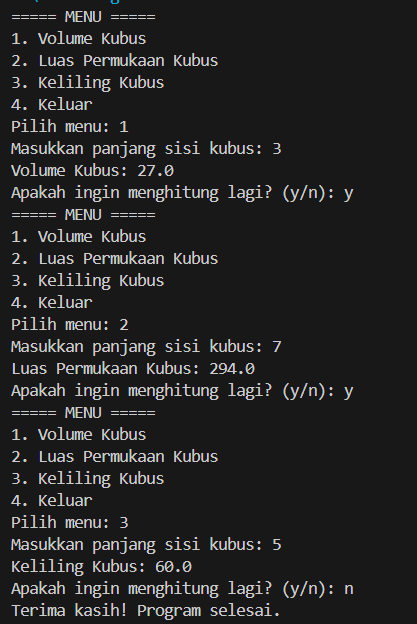 ===== MENU =====
1. Volume Kubus
2. Luas Permukaan Kubus
3. Keliling Kubus
4. Keluar
Pilih menu: 1
Masukkan panjang sisi kubus: 3
Volume Kubus: 27.0
Apakah ingin menghitung lagi? (y/n): y
===== MENU =====
1. Volume Kubus
2. Luas Permukaan Kubus
3. Keliling Kubus
4. Keluar
Pilih menu: 2
Masukkan panjang sisi kubus: 7
Luas Permukaan Kubus: 294.0
Apakah ingin menghitung lagi? (y/n): y
===== MENU =====
1. Volume Kubus
2. Luas Permukaan Kubus
3. Keliling Kubus
4. Keluar
Pilih menu: 3
Masukkan panjang sisi kubus: 5
Keliling Kubus: 60.0
Apakah ingin menghitung lagi? (y/n): n
Terima kasih! Program selesai.